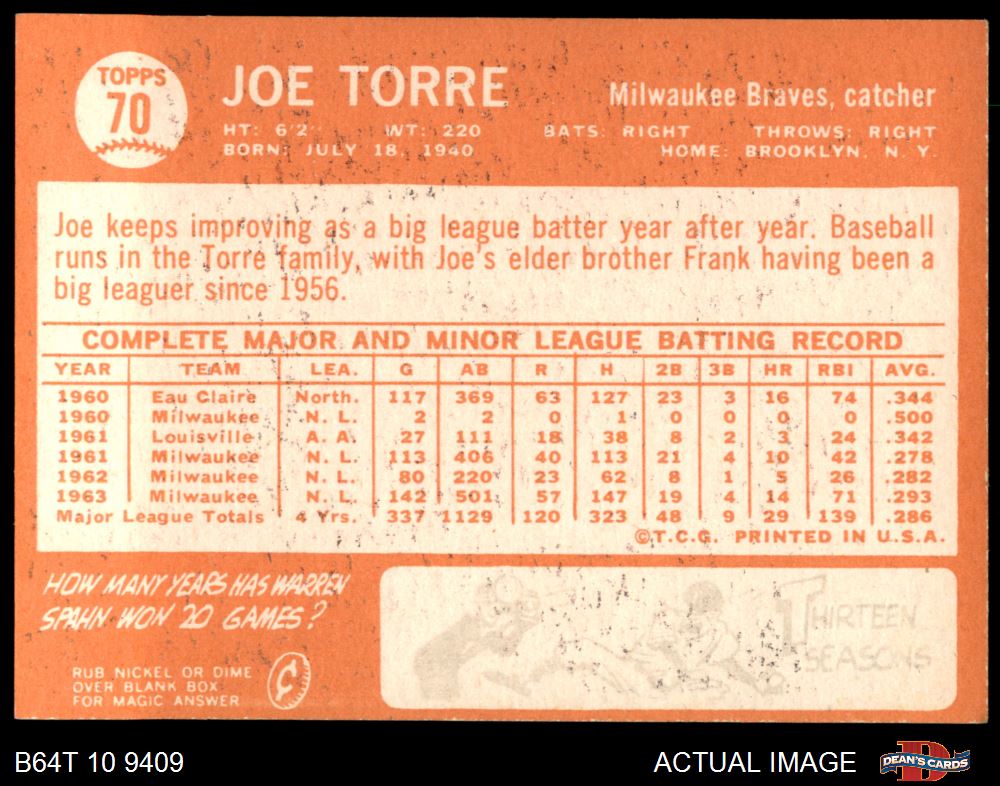 TOPPS
70
JOE TORRE
Milwaukee Braves, catcher
HT: 6'2" WT: 220 BATS: RIGHT THROWS: RIGHT
BORN: JULY 18, 1940 HOME: BROOKLYN, N. Y.
Joe keeps improving as a big league batter year after year. Baseball
runs in the Torre family, with Joe's elder brother Frank having been a
big leaguer since 1956.
COMPLETE MAJOR AND MINOR LEAGUE BATTING RECORD
YEAR TEAM LEA. G AB R H 2B 3B HR RBI AVG.
1960 Eau Claire North. 117 369 63 127 23 3 16 74 .344
1960 Milwaukee N. L. 2 2 0 1 0 0 0 0 .500
1961 Louisville A. A. 27 111 18 38 8 2 3 24 .342
1961 Milwaukee N. L. 113 406 40 113 21 4 10 42 .278
1962 Milwaukee N. L. 80 220 23 62 8 1 5 26 .282
1963 Milwaukee N. L. 142 501 57 147 19 4 14 71 .293
Major League Totals 4 Yrs. 337 1129 120 323 48 9 29 139 .286
©T.C.G. PRINTED IN U.S.A.
HOW MANY YEARS HAS WARREN
SPAHN WON 20 GAMES?
RUB NICKEL OR DIME
OVER BLANK BOX
FOR MAGIC ANSWER
THIRTEEN
SEASONS
B64T 10 9409
ACTUAL IMAGE
DEAN'S CARDS